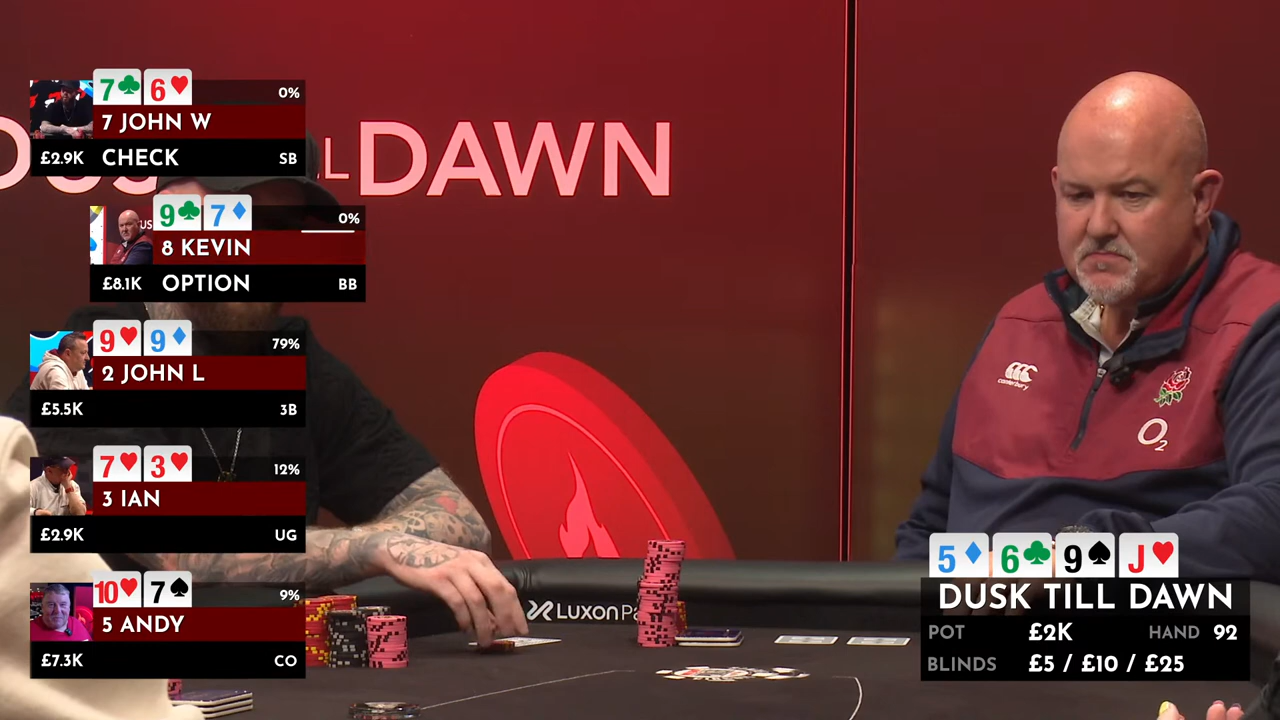 7♣ 6♥ 0%
7 JOHN W
£2.9K CHECK SB
9♣ 7♦ 0%
8 KEVIN
£8.1K OPTION BB
9♥ 9♦ 79%
2 JOHN L
£5.5K 3B
7♥ 3♥ 12%
3 IAN
£2.9K UG
10♥ 7♠ 9%
5 ANDY
£7.3K CO
DAWN
canterbury
O2
LUXON
5♦ 6♣ 9♠ J♥
DUSK TILL DAWN
POT £2K HAND 92
BLINDS £5 / £10 / £25